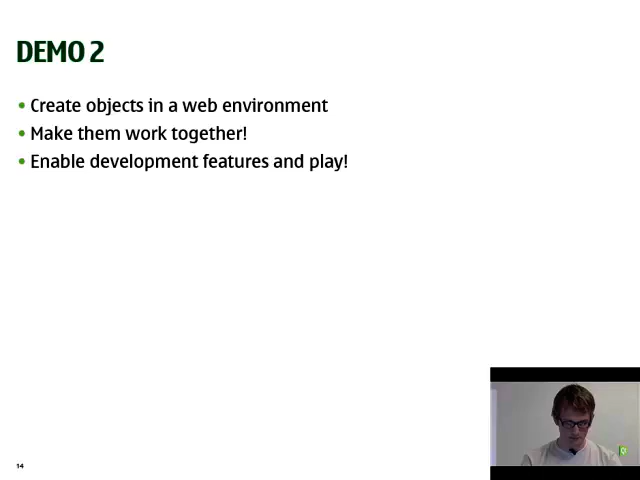 DEMO 2
• Create objects in a web environment
• Make them work together!
• Enable development features and play!
14